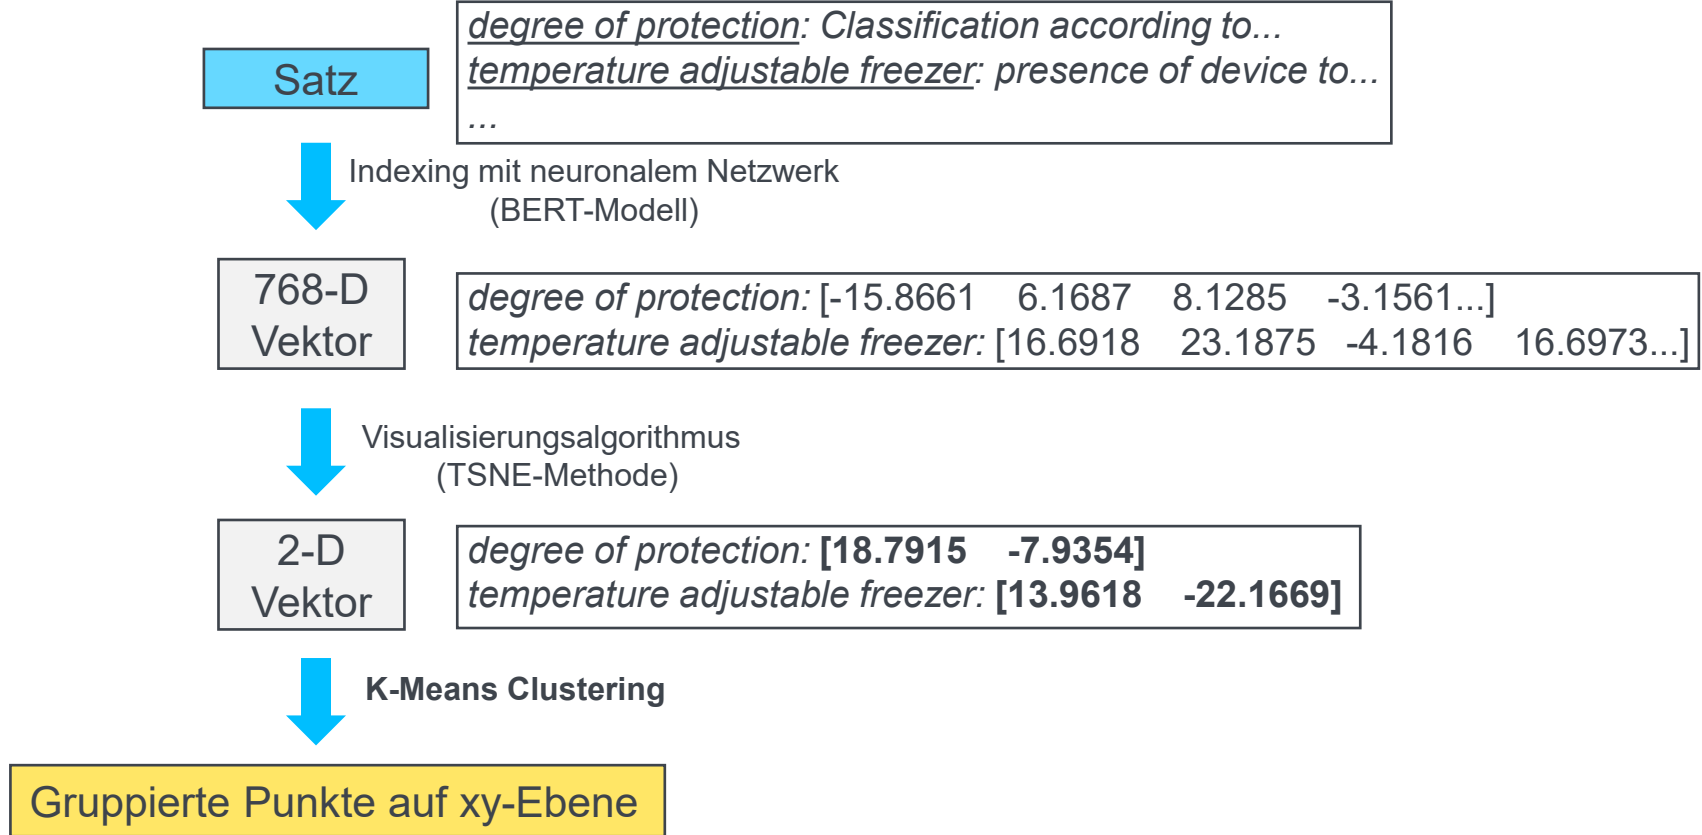 Satz
degree of protection: Classification according to...
temperature adjustable freezer: presence of device to...
...
Indexing mit neuronalem Netzwerk
(BERT-Modell)
768-D
Vektor
degree of protection: [-15.8661 6.1687 8.1285 -3.1561...]
temperature adjustable freezer: [16.6918 23.1875 -4.1816 16.6973...]
Visualisierungsalgorithmus
(TSNE-Methode)
2-D
Vektor
degree of protection: [18.7915 -7.9354]
temperature adjustable freezer: [13.9618 -22.1669]
K-Means Clustering
Gruppierte Punkte auf xy-Ebene